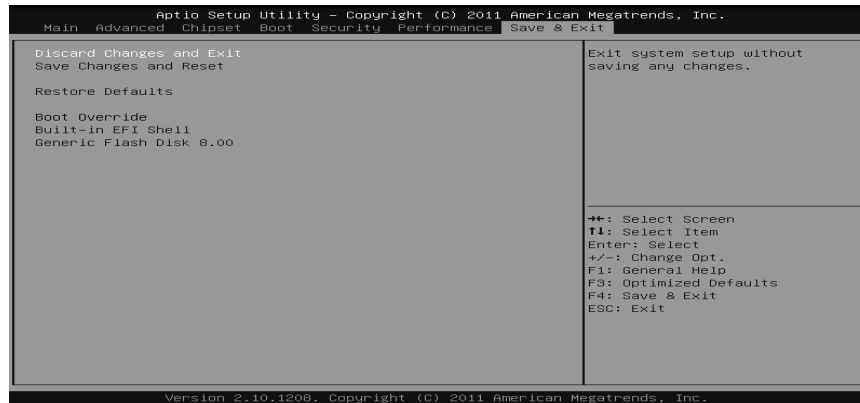 Aptio Setup Utility – Copyright (C) 2011 American Megatrends, Inc.
Main Advanced Chipset Boot Security Performance Save & Exit
Discard Changes and Exit
Save Changes and Reset
Restore Defaults
Boot Override
Built-in EFI Shell
Generic Flash Disk 8.00
Exit system setup without
saving any changes.
→←: Select Screen
↑↓: Select Item
Enter: Select
+/-: Change Opt.
F1: General Help
F3: Optimized Defaults
F4: Save & Exit
ESC: Exit
Version 2.10.1208. Copyright (C) 2011 American Megatrends, Inc.